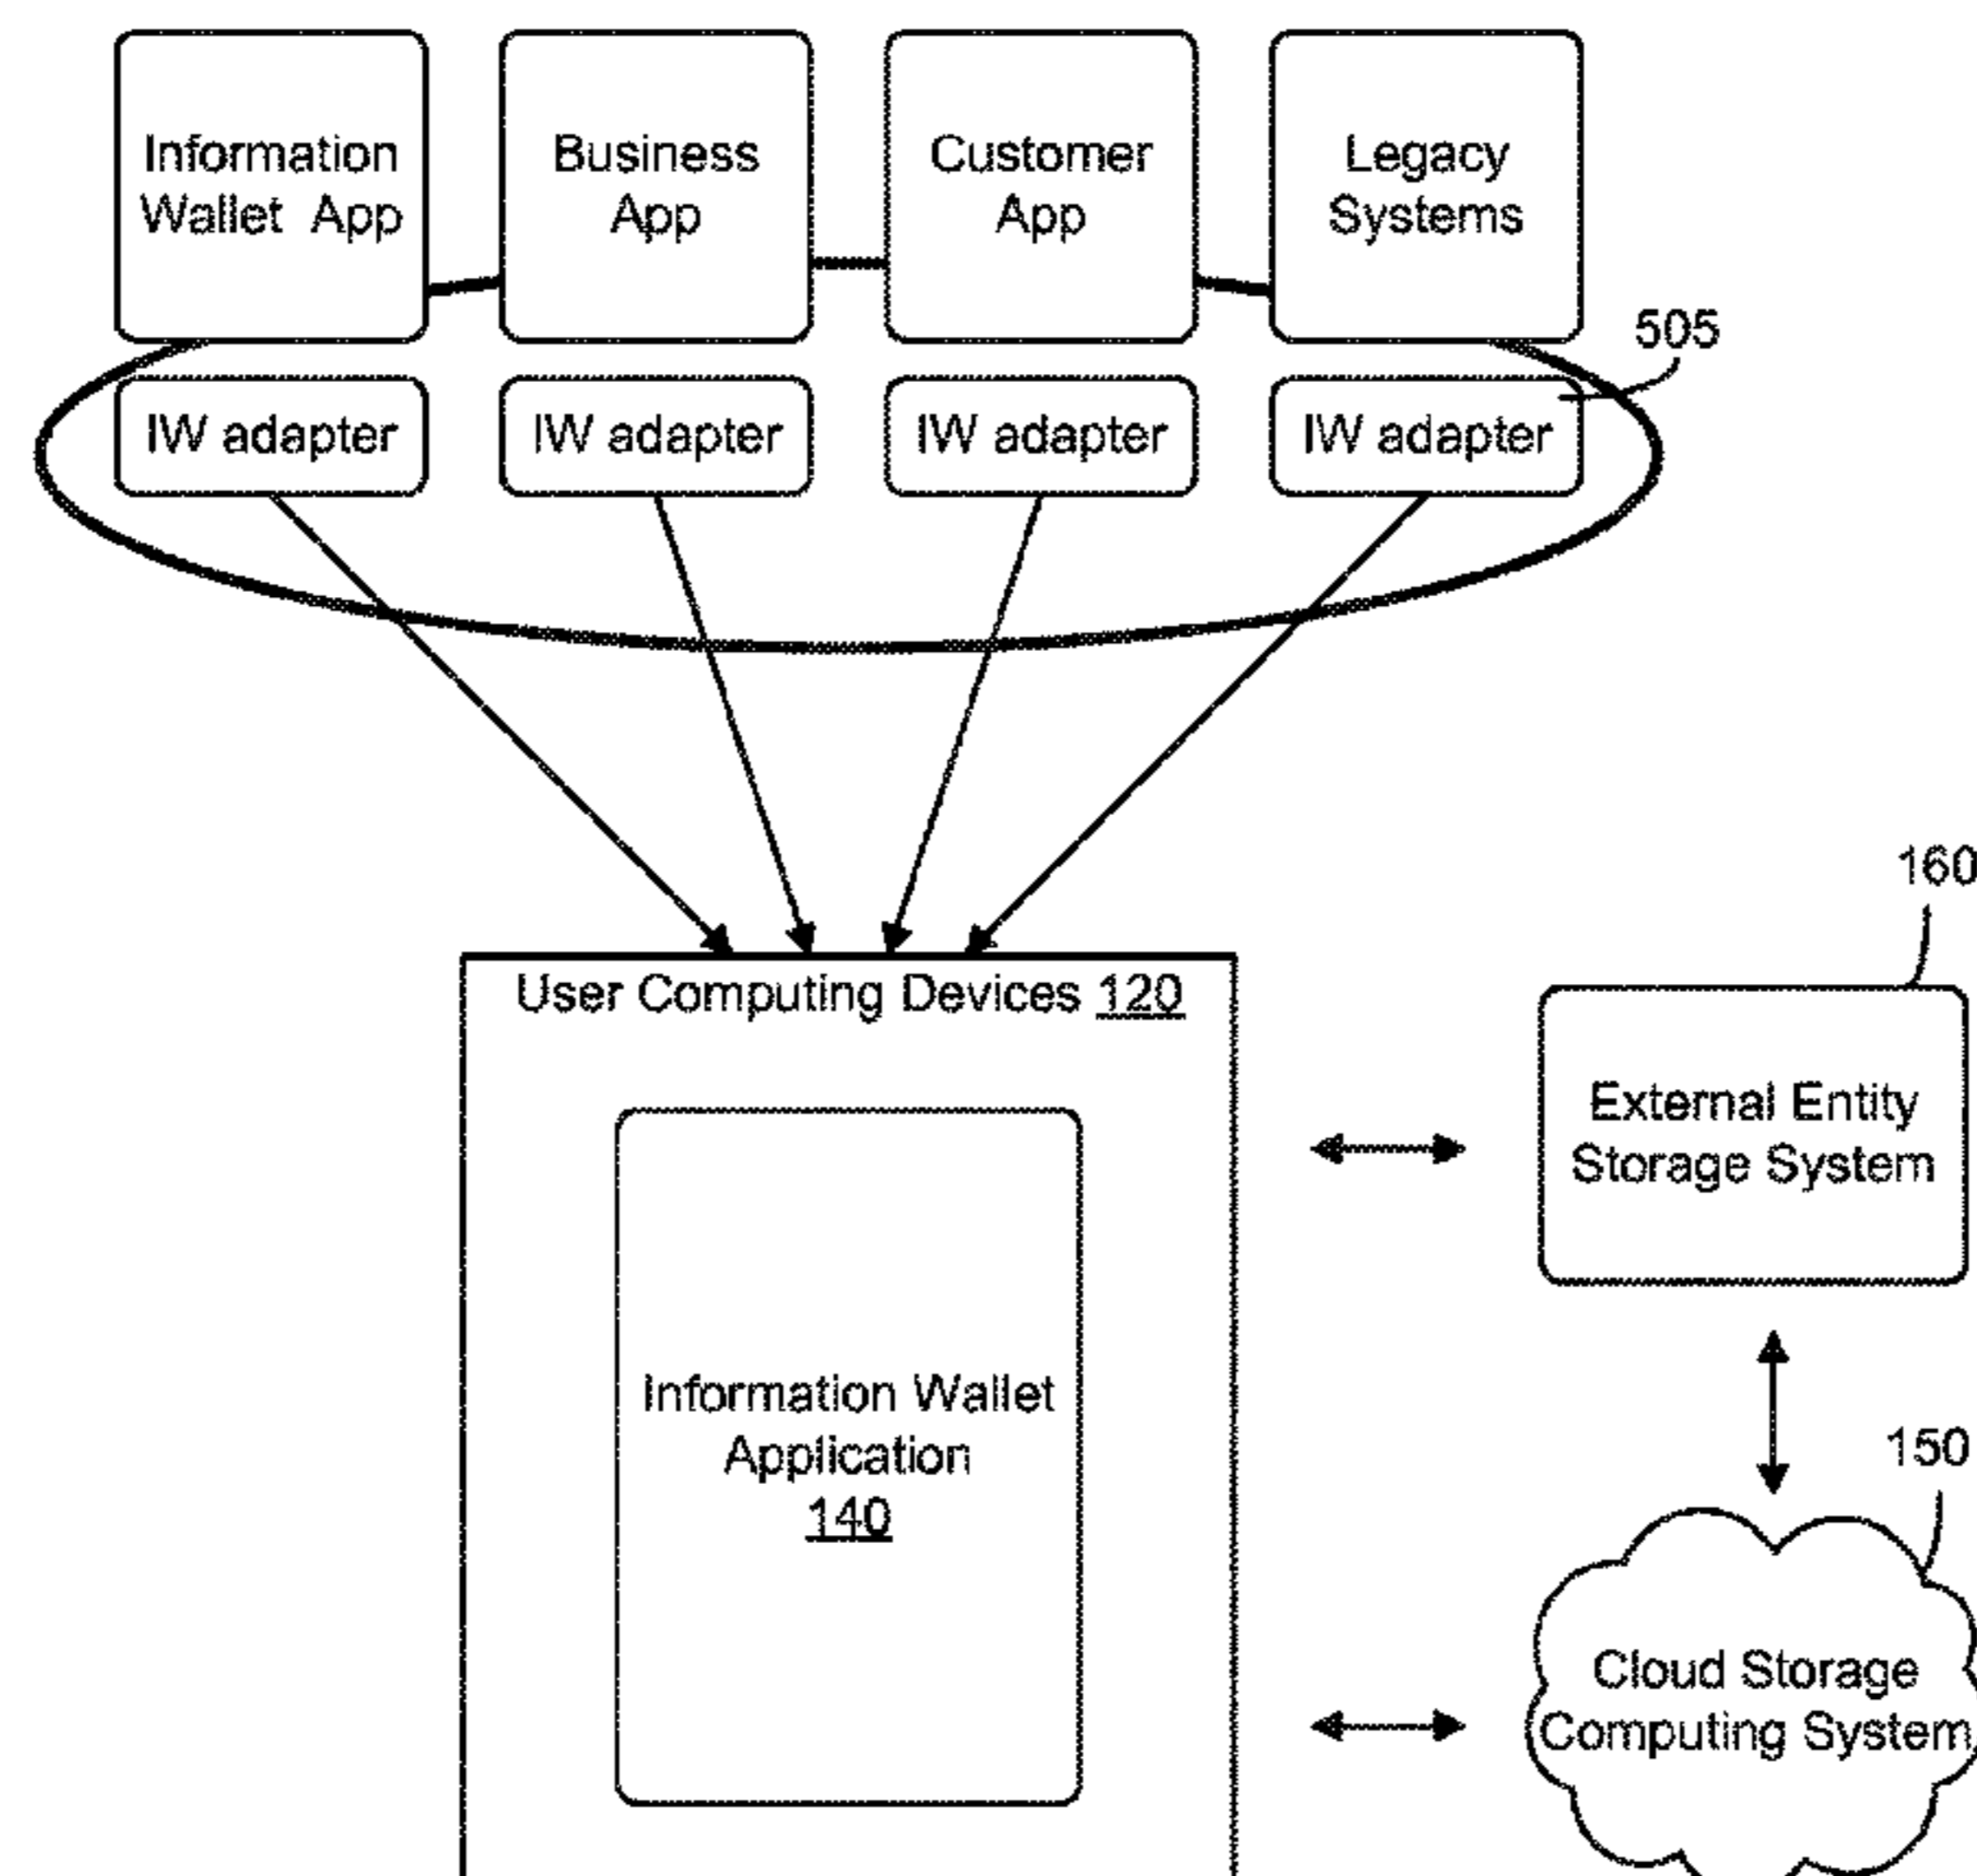 Information
Wallet App
Business
App
Customer
App
Legacy
Systems
505
IW adapter
IW adapter
IW adapter
IW adapter
160
User Computing Devices 120
External Entity
Storage System
Information Wallet
Application
140
150
Cloud Storage
Computing System